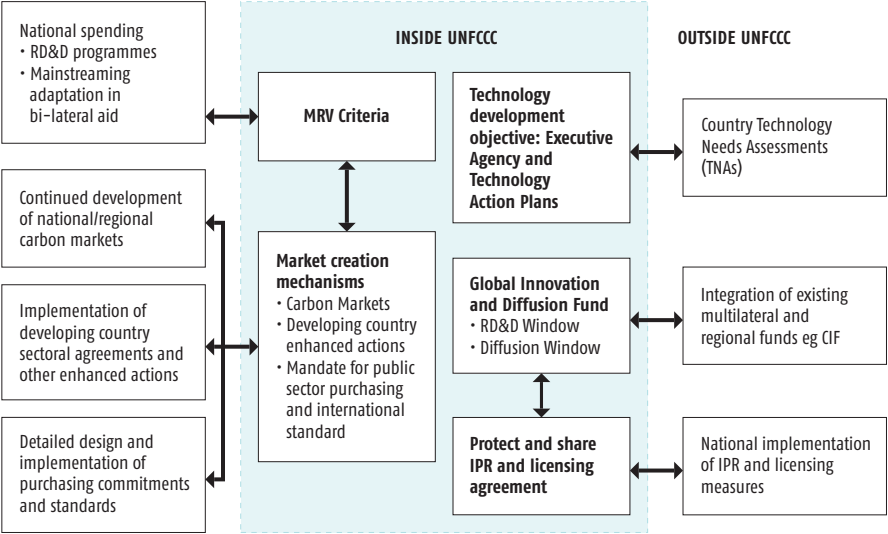 National spending
• RD&D programmes
• Mainstreaming
adaptation in
bi-lateral aid
Continued development
of national/regional
carbon markets
Implementation of
developing country
sectoral agreements and
other enhanced actions
Detailed design and
implementation of
purchasing commitments
and standards
INSIDE UNFCCC
MRV Criteria
Market creation
mechanisms
• Carbon Markets
• Developing country
enhanced actions
• Mandate for public
sector purchasing
and international
standard
Technology
development
objective: Executive
Agency and
Technology
Action Plans
Global Innovation
and Diffusion Fund
• RD&D Window
• Diffusion Window
Protect and share
IPR and licensing
agreement
OUTSIDE UNFCCC
Country Technology
Needs Assessments
(TNAs)
Integration of existing
multilateral and
regional funds eg CIF
National implementation
of IPR and licensing
measures